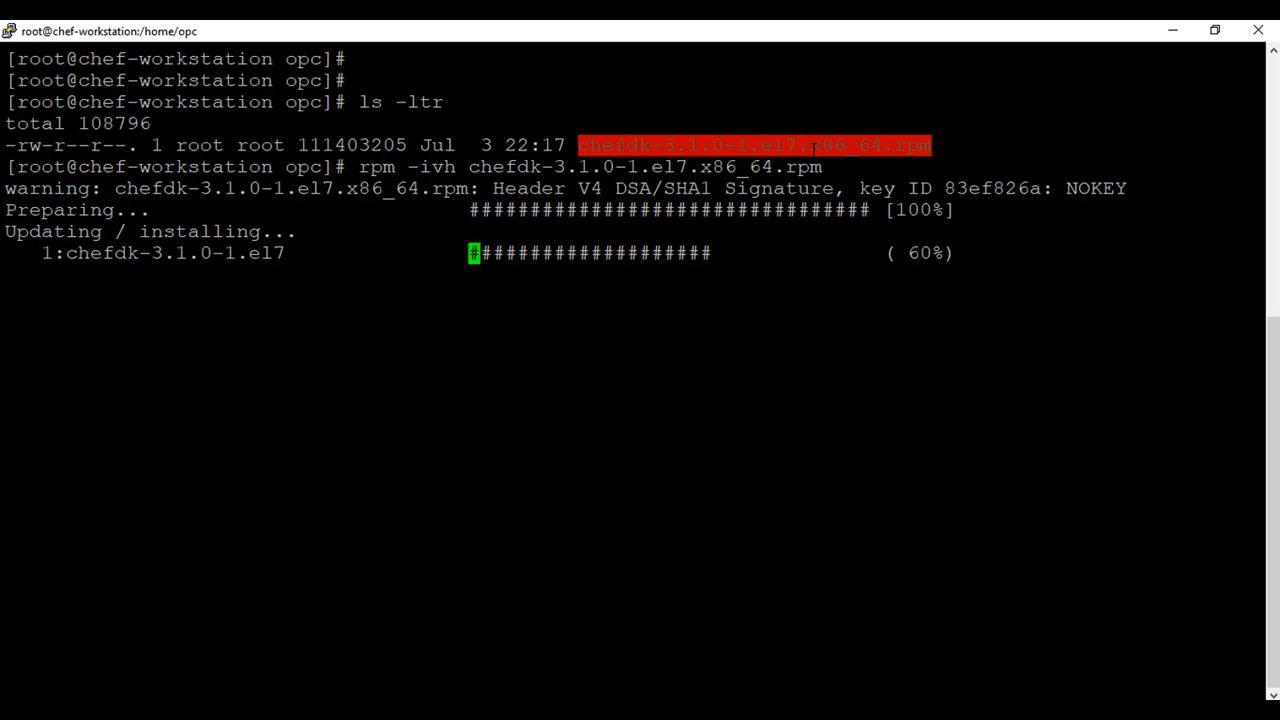 root@chef-workstation:/home/opc
[root@chef-workstation opc]#
[root@chef-workstation opc]#
[root@chef-workstation opc]# ls -ltr
total 108796
-rw-r--r--. 1 root root 111403205 Jul  3 22:17 chefdk-3.1.0-1.el7.x86_64.rpm
[root@chef-workstation opc]# rpm -ivh chefdk-3.1.0-1.el7.x86_64.rpm
warning: chefdk-3.1.0-1.el7.x86_64.rpm: Header V4 DSA/SHA1 Signature, key ID 83ef826a: NOKEY
Preparing...                          ################################# [100%]
Updating / installing...
   1:chefdk-3.1.0-1.el7               ####################              ( 60%)